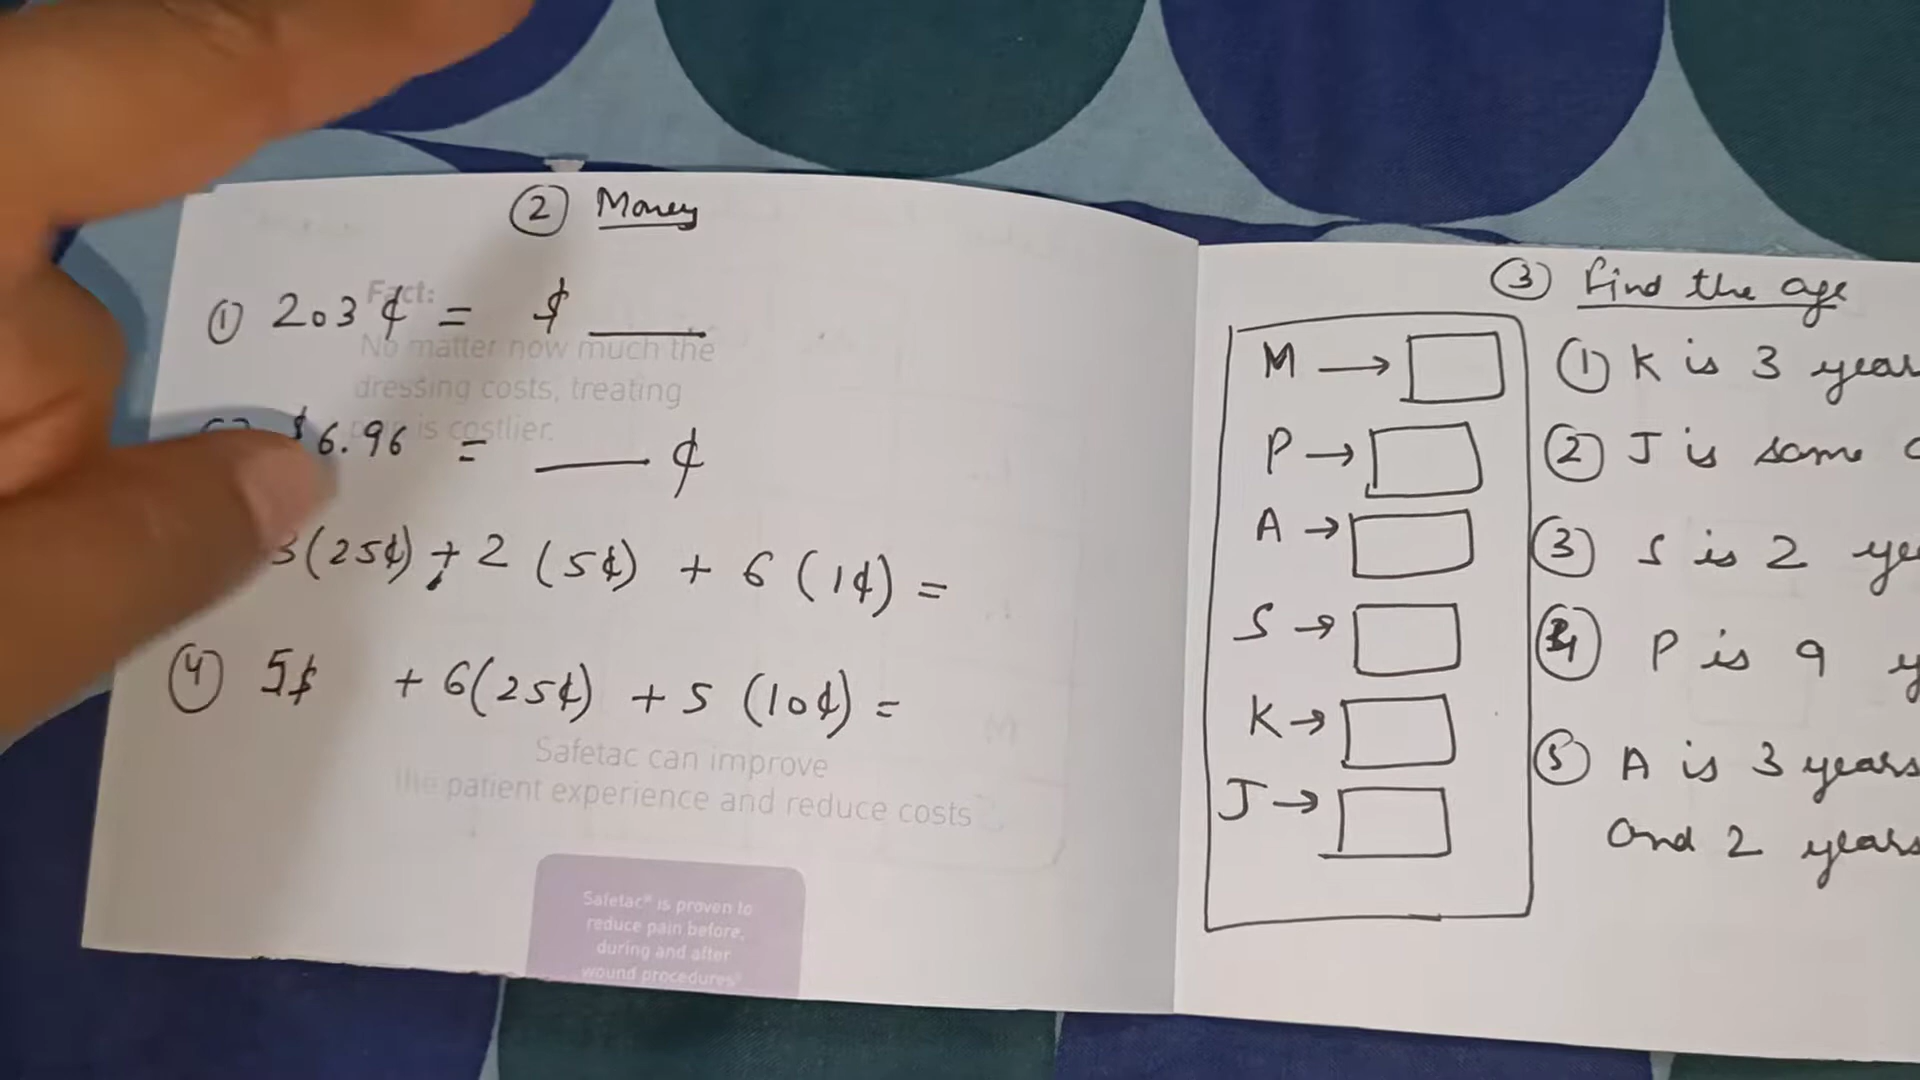 ② Money
① 203 ¢ = $ ____
Fact:
No matter how much the
dressing costs, treating
is costlier.
$6.96 = ____ ¢
3(25¢) + 2 (5¢) + 6 (1¢) =
④ 5$ + 6(25¢) + 5 (10¢) =
Safetac can improve
the patient experience and reduce costs
Safetac® is proven to
reduce pain before,
during and after
wound procedures
③ Find the age
M →
P →
A →
S →
K →
J →
① K is 3 years
② J is same
③ S is 2
④ P is 9 y
⑤ A is 3 years
and 2 years